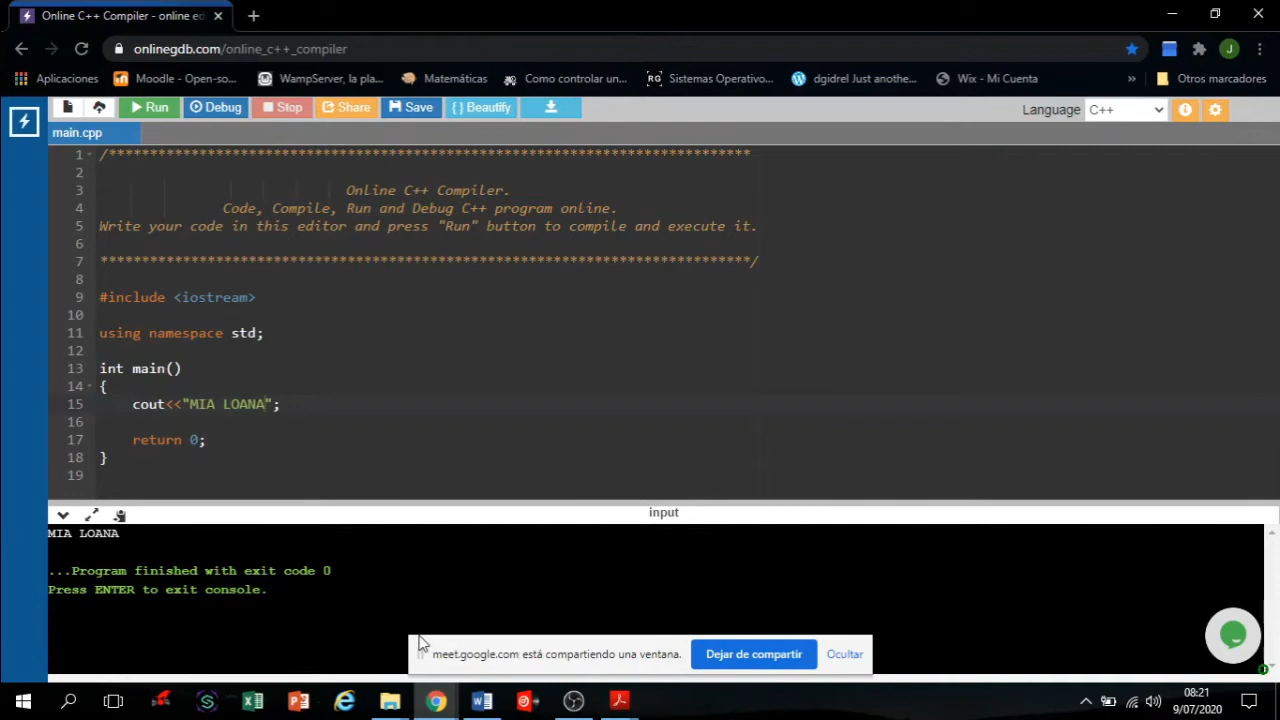 Online C++ Compiler - online edi
onlinegdb.com/online_c++_compiler
Aplicaciones Moodle - Open-so... WampServer, la pla... Matemáticas Como controlar un... Sistemas Operativo... dgidrel Just anothe... Wix - Mi Cuenta » Otros marcadores
Run Debug Stop Share Save { } Beautify Language C++
main.cpp
1 /******************************************************************************
2
3 Online C++ Compiler.
4 Code, Compile, Run and Debug C++ program online.
5 Write your code in this editor and press "Run" button to compile and execute it.
6
7 *******************************************************************************/
8
9 #include <iostream>
10
11 using namespace std;
12
13 int main()
14 {
15 cout<<"MIA LOANA";
16
17 return 0;
18 }
19
input
MIA LOANA
...Program finished with exit code 0
Press ENTER to exit console.
meet.google.com está compartiendo una ventana. Dejar de compartir Ocultar
08:21
9/07/2020